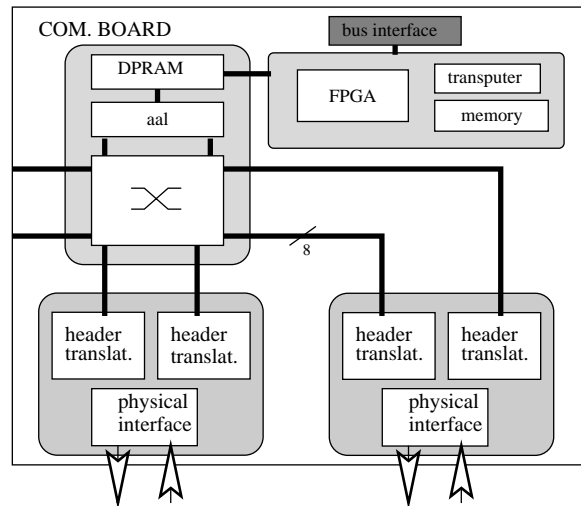 COM. BOARD
bus interface
DPRAM
transputer
FPGA
memory
aal
8
header
translat.
header
translat.
header
translat.
header
translat.
physical
interface
physical
interface